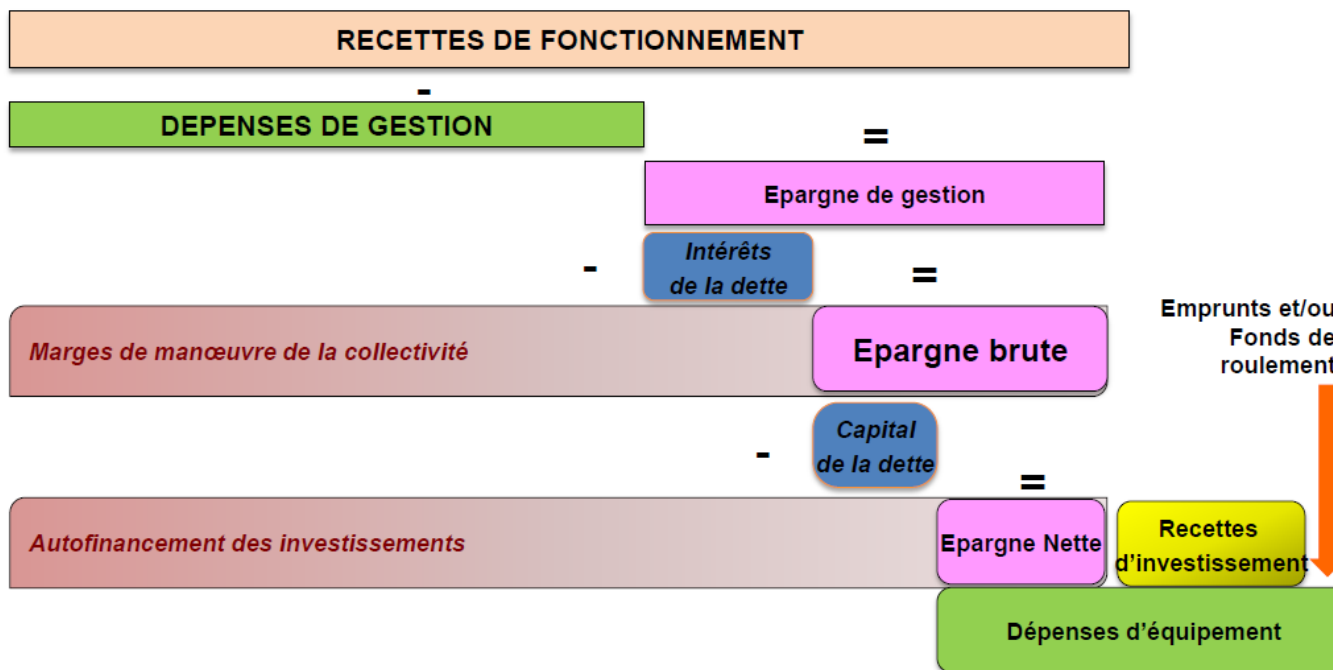 RECETTES DE FONCTIONNEMENT
-
DEPENSES DE GESTION
=
Epargne de gestion
-
Intérêts
de la dette
=
Marges de manœuvre de la collectivité
Epargne brute
Emprunts et/ou
Fonds de
roulement
-
Capital
de la dette
=
Autofinancement des investissements
Epargne Nette
Recettes
d'investissement
Dépenses d'équipement